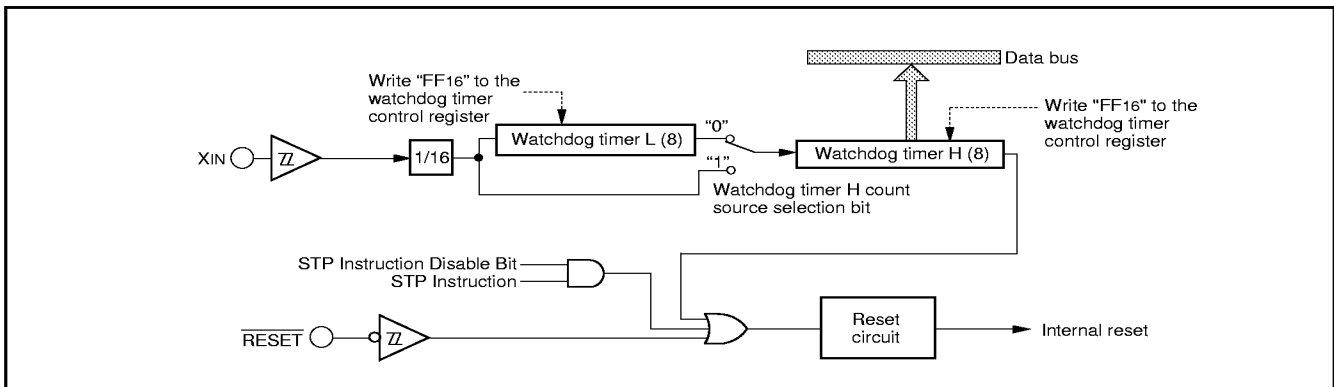 Data bus
Write "FF16" to the
watchdog timer
control register
Write "FF16" to the
watchdog timer
control register
"0"
XIN
1/16
Watchdog timer L (8)
Watchdog timer H (8)
"1"
Watchdog timer H count
source selection bit
STP Instruction Disable Bit
STP Instruction
RESET
Reset
circuit
Internal reset